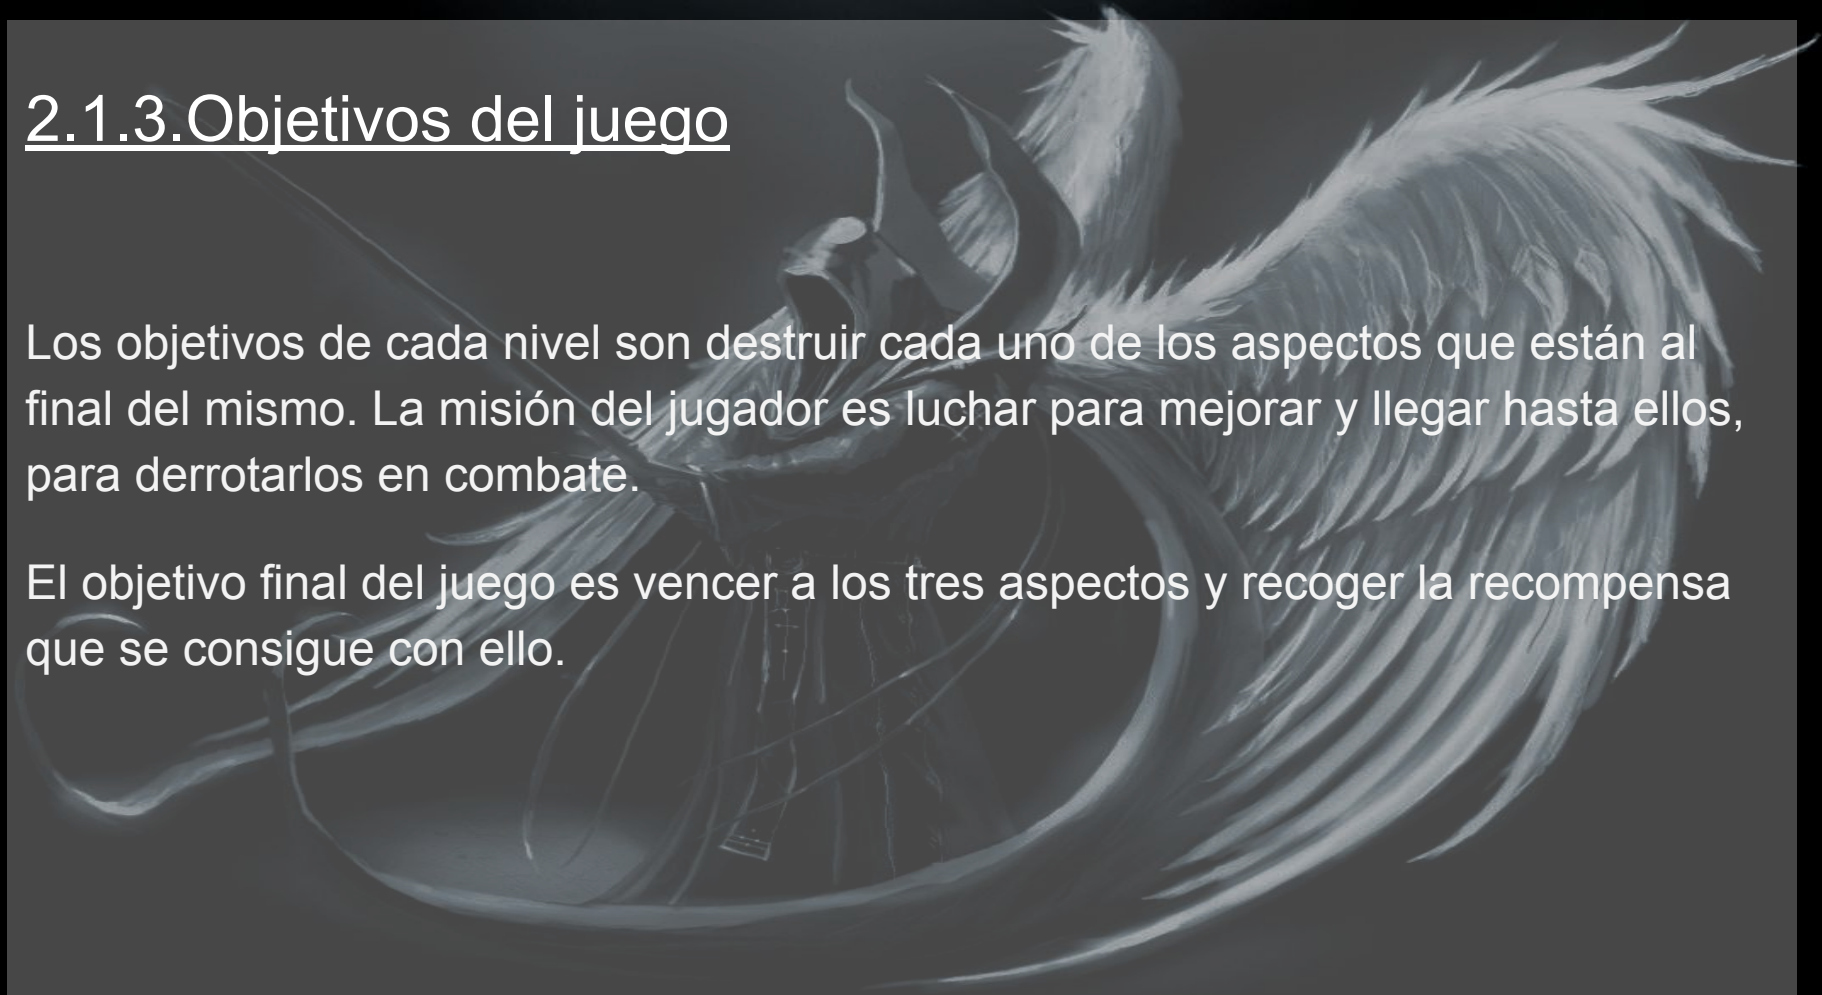 2.1.3.Objetivos del juego
Los objetivos de cada nivel son destruir cada uno de los aspectos que están al
final del mismo. La misión del jugador es luchar para mejorar y llegar hasta ellos,
para derrotarlos en combate.
El objetivo final del juego es vencer a los tres aspectos y recoger la recompensa
que se consigue con ello.